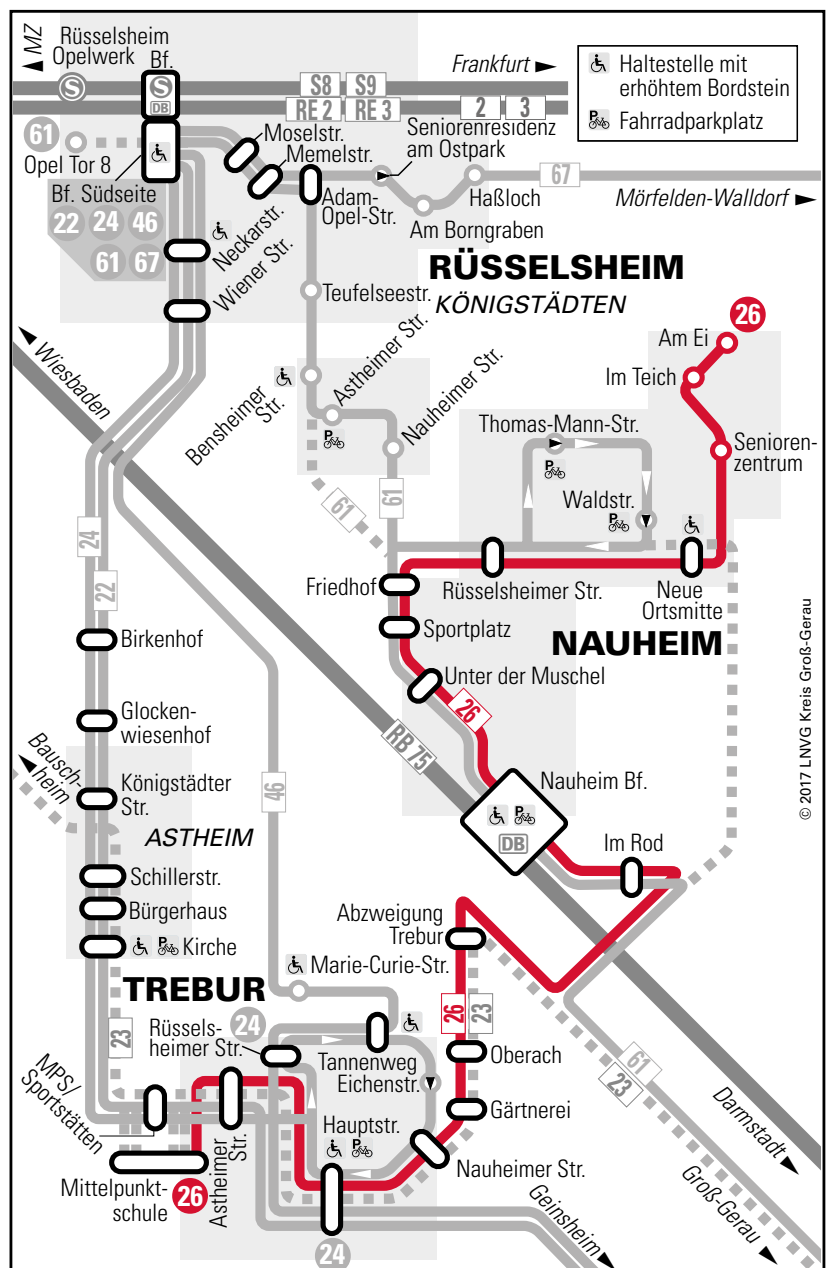 MZ
Rüsselsheim
Opelwerk
Bf.
S
S
DB
S8
S9
RE 2
RE 3
2
3
Frankfurt
Haltestelle mit
erhöhtem Bordstein
P
Fahrradparkplatz
61
Opel Tor 8
Bf. Südseite
22
24
46
61
67
Moselstr.
Memelstr.
Adam-
Opel-Str.
Seniorenresidenz
am Ostpark
Am Borngraben
Haßloch
67
Mörfelden-Walldorf
Neckarstr.
Wiener Str.
RÜSSELSHEIM
KÖNIGSTÄDTEN
Teufelseestr.
Wiesbaden
Bensheimer
Str.
Astheimer Str.
P
Nauheimer Str.
26
Am Ei
Im Teich
Senioren-
zentrum
Thomas-Mann-Str.
P
Waldstr.
P
61
61
24
22
Friedhof
Rüsselsheimer Str.
Neue
Ortsmitte
Sportplatz
NAUHEIM
Birkenhof
Unter der Muschel
26
Glocken-
wiesenhof
RB 75
Bausch-
heim
Königstädter
Str.
46
Nauheim Bf.
P
DB
© 2017 LNVG Kreis Groß-Gerau
ASTHEIM
Im Rod
Schillerstr.
Bürgerhaus
P
Kirche
Abzweigung
Trebur
TREBUR
Marie-Curie-Str.
23
24
Rüssels-
heimer Str.
26
23
Tannenweg
Eichenstr.
Oberach
61
23
MPS/
Sportstätten
Hauptstr.
P
Gärtnerei
Darmstadt
Mittelpunkt-
schule
26
Astheimer
Str.
Nauheimer Str.
Geinsheim
Groß-Gerau
24